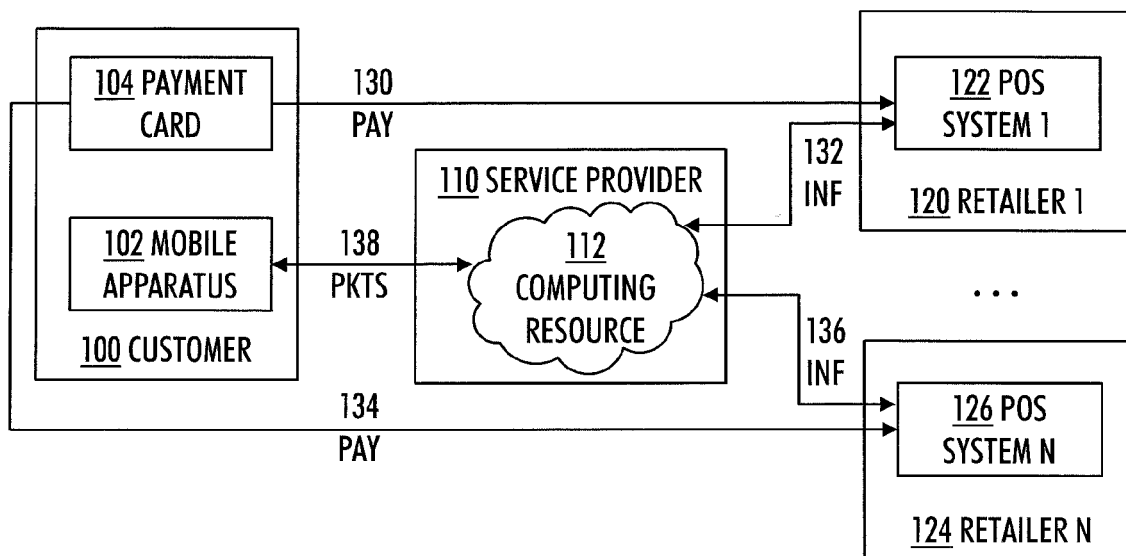 104 PAYMENT
CARD
130
PAY
122 POS
SYSTEM 1
132
INF
120 RETAILER 1
110 SERVICE PROVIDER
102 MOBILE
APPARATUS
138
PKTS
112
COMPUTING
RESOURCE
100 CUSTOMER
...
136
INF
134
PAY
126 POS
SYSTEM N
124 RETAILER N